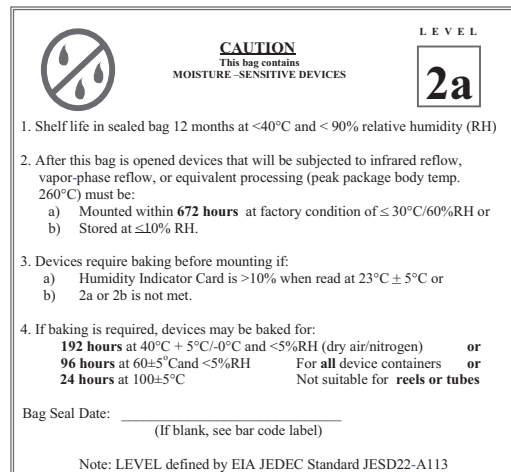 LEVEL
CAUTION
This bag contains
MOISTURE –SENSITIVE DEVICES
2a
1. Shelf life in sealed bag 12 months at <40°C and < 90% relative humidity (RH)
2. After this bag is opened devices that will be subjected to infrared reflow,
vapor-phase reflow, or equivalent processing (peak package body temp.
260°C) must be:
a) Mounted within 672 hours at factory condition of ≤ 30°C/60%RH or
b) Stored at ≤10% RH.
3. Devices require baking before mounting if:
a) Humidity Indicator Card is >10% when read at 23°C ± 5°C or
b) 2a or 2b is not met.
4. If baking is required, devices may be baked for:
192 hours at 40°C + 5°C/-0°C and <5%RH (dry air/nitrogen) or
96 hours at 60±5°Cand <5%RH For all device containers or
24 hours at 100±5°C Not suitable for reels or tubes
Bag Seal Date: ______________________________
(If blank, see bar code label)
Note: LEVEL defined by EIA JEDEC Standard JESD22-A113